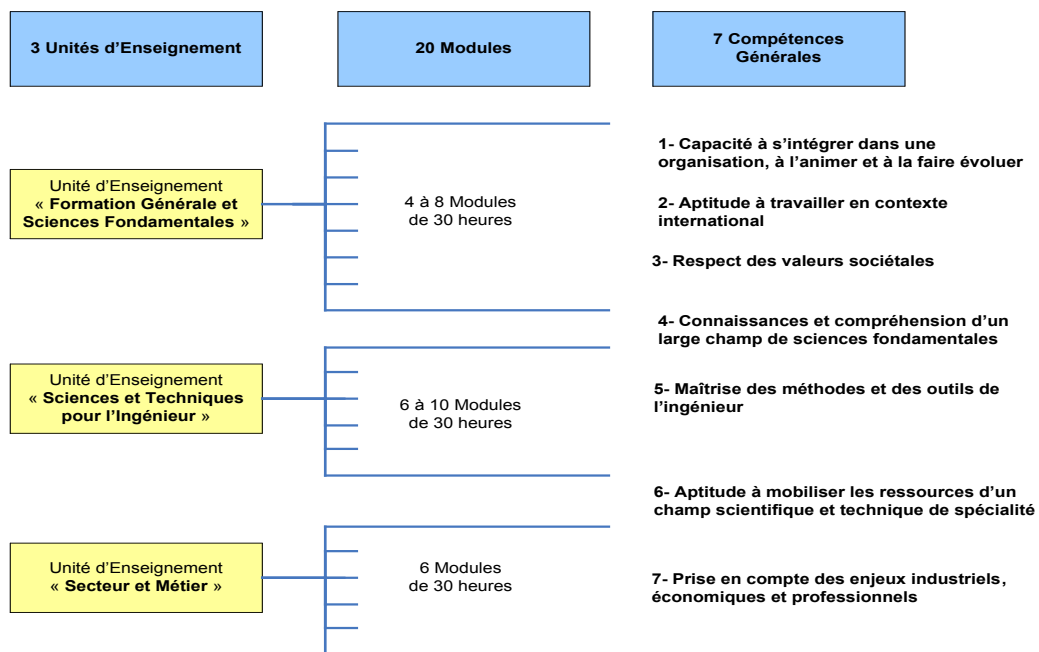 3 Unités d’Enseignement
20 Modules
7 Compétences
Générales
Unité d’Enseignement
« Formation Générale et
Sciences Fondamentales »
4 à 8 Modules
de 30 heures
1- Capacité à s’intégrer dans une
organisation, à l’animer et à la faire évoluer
2- Aptitude à travailler en contexte
international
3- Respect des valeurs sociétales
4- Connaissances et compréhension d’un
large champ de sciences fondamentales
Unité d’Enseignement
« Sciences et Techniques
pour l’Ingénieur »
6 à 10 Modules
de 30 heures
5- Maîtrise des méthodes et des outils de
l’ingénieur
6- Aptitude à mobiliser les ressources d’un
champ scientifique et technique de spécialité
Unité d’Enseignement
« Secteur et Métier »
6 Modules
de 30 heures
7- Prise en compte des enjeux industriels,
économiques et professionnels